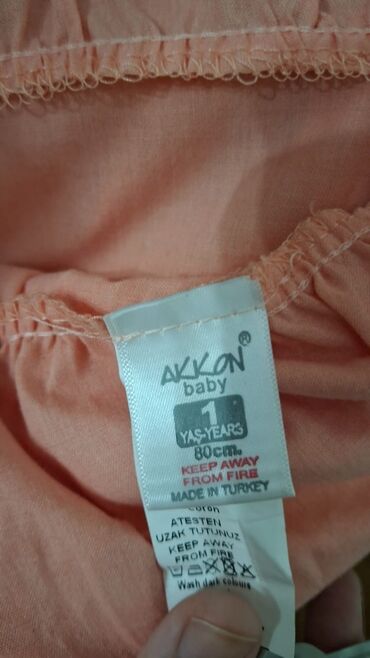 AKKON®
baby
1
YAŞ-YEARS
80cm.
KEEP AWAY
FROM FIRE
MADE IN TURKEY
ATESTEN
UZAK TUTUNUZ
KEEP AWAY
FROM FIRE
Wash dark colours